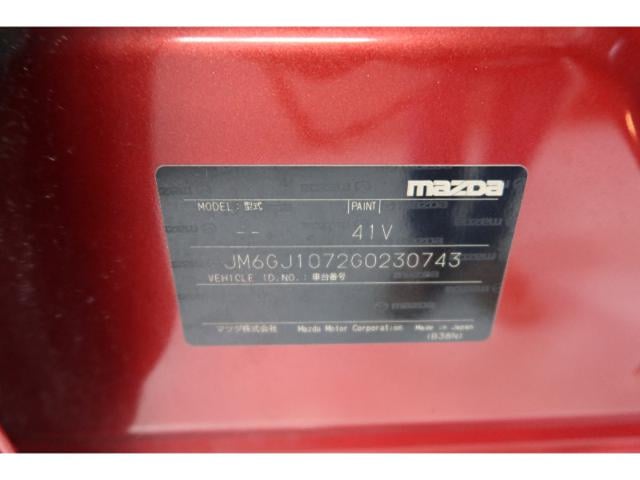 mazda
MODEL : 型式 PAINT
-- 41V
JM6GJ1072G0230743
VEHICLE ID.NO. : 車台番号
マツダ株式会社 Mazda Motor Corporation Made in Japan
(B38N)